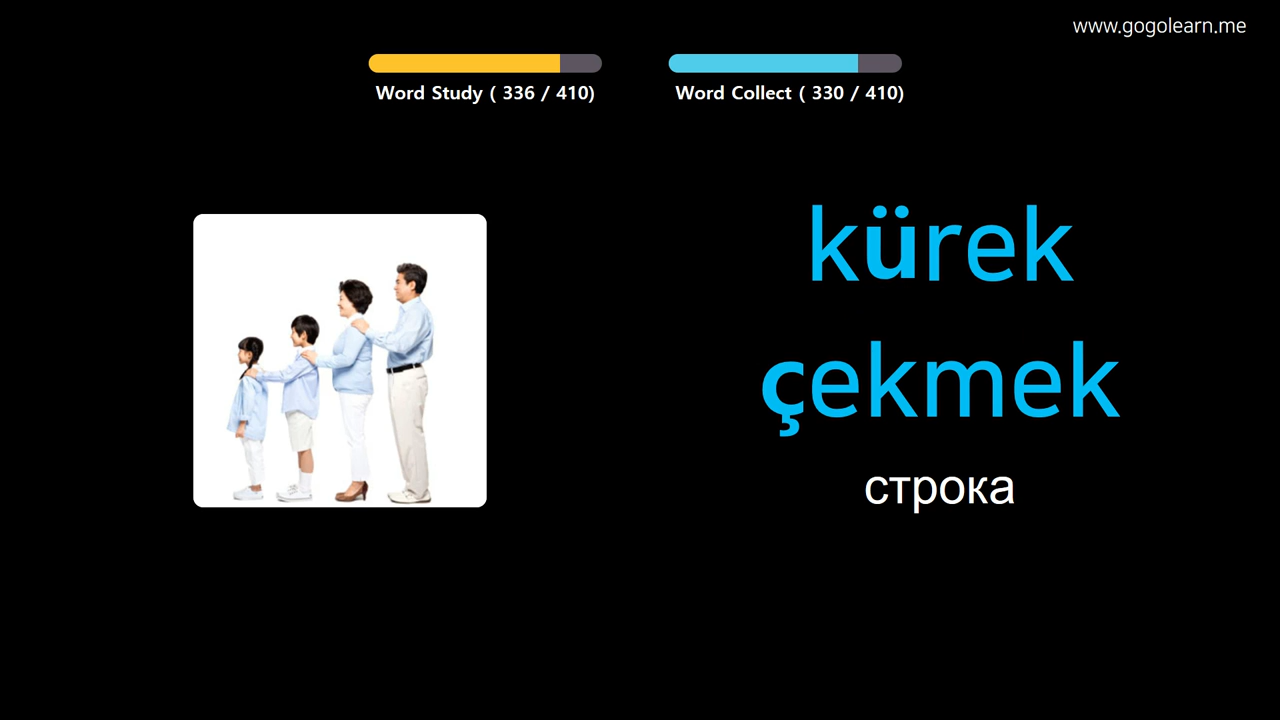 www.gogolearn.me
Word Study ( 336 / 410)
Word Collect ( 330 / 410)
kürek
çekmek
строка